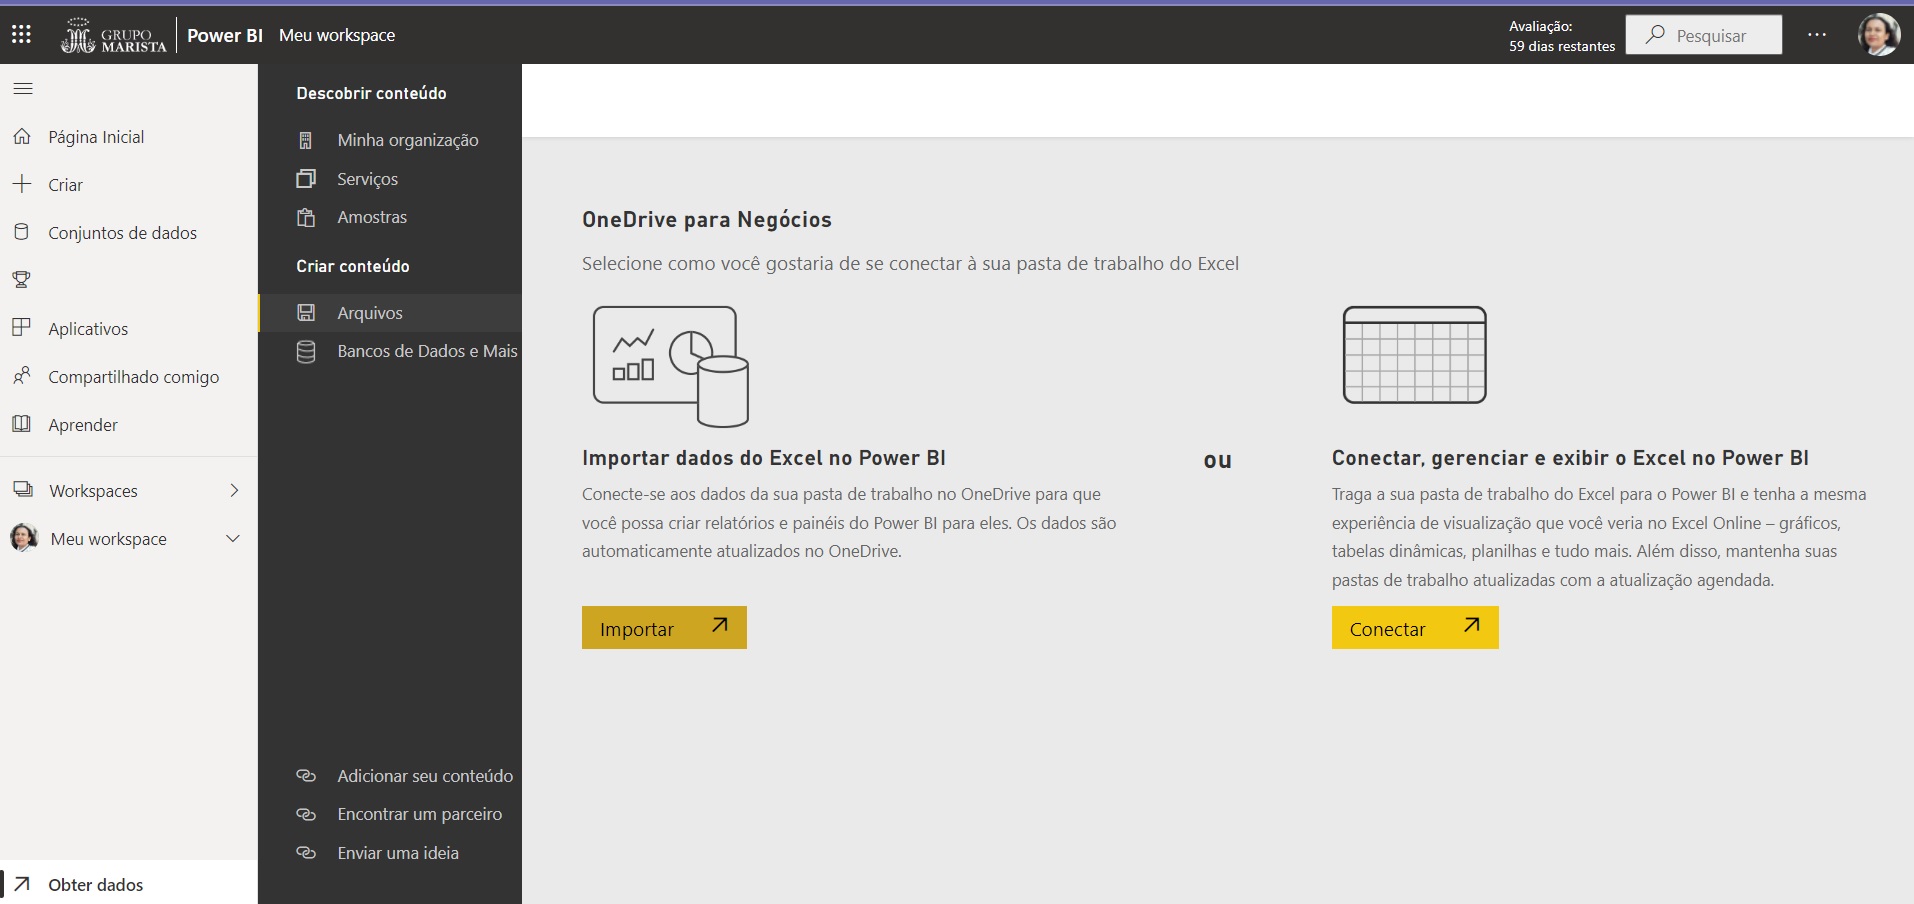 GRUPO
MARISTA
Power BI
Meu workspace
Avaliação:
59 dias restantes
Pesquisar
Página Inicial
Criar
Conjuntos de dados
Aplicativos
Compartilhado comigo
Aprender
Workspaces
Meu workspace
Obter dados
Descobrir conteúdo
Minha organização
Serviços
Amostras
Criar conteúdo
Arquivos
Bancos de Dados e Mais
Adicionar seu conteúdo
Encontrar um parceiro
Enviar uma ideia
OneDrive para Negócios
Selecione como você gostaria de se conectar à sua pasta de trabalho do Excel
Importar dados do Excel no Power BI
Conecte-se aos dados da sua pasta de trabalho no OneDrive para que
você possa criar relatórios e painéis do Power BI para eles. Os dados são
automaticamente atualizados no OneDrive.
Importar
ou
Conectar, gerenciar e exibir o Excel no Power BI
Traga a sua pasta de trabalho do Excel para o Power BI e tenha a mesma
experiência de visualização que você veria no Excel Online – gráficos,
tabelas dinâmicas, planilhas e tudo mais. Além disso, mantenha suas
pastas de trabalho atualizadas com a atualização agendada.
Conectar